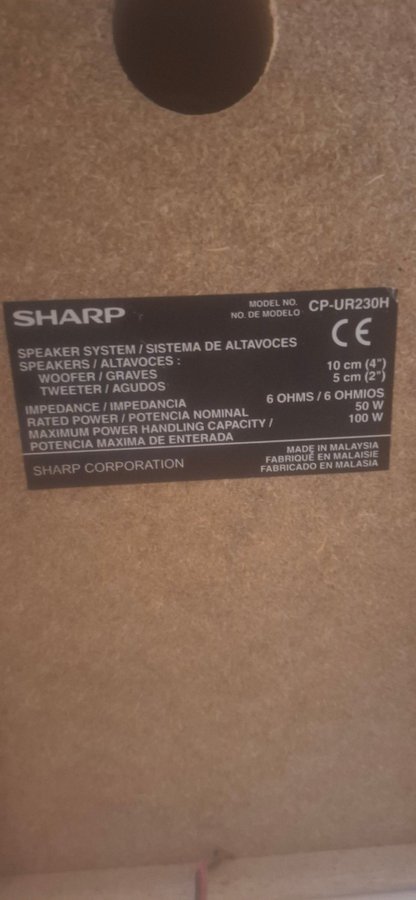 SHARP
MODEL NO. CP-UR230H
NO. DE MODELO
CE
SPEAKER SYSTEM / SISTEMA DE ALTAVOCES
SPEAKERS / ALTAVOCES :
WOOFER / GRAVES 10 cm (4")
TWEETER / AGUDOS 5 cm (2")
IMPEDANCE / IMPEDANCIA 6 OHMS / 6 OHMIOS
RATED POWER / POTENCIA NOMINAL 50 W
MAXIMUM POWER HANDLING CAPACITY / 100 W
POTENCIA MAXIMA DE ENTERADA
SHARP CORPORATION
MADE IN MALAYSIA
FABRIQUÉ EN MALAISIE
FABRICADO EN MALASIA